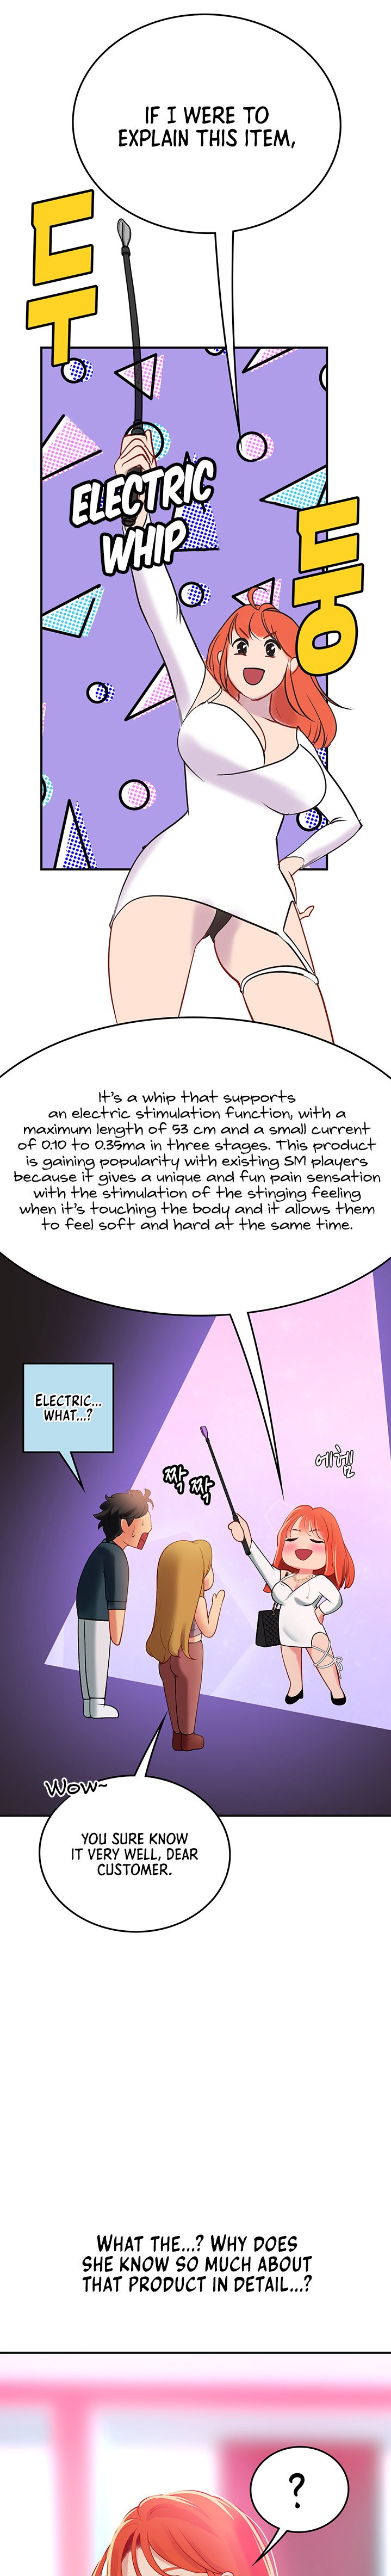 IF I WERE TO
EXPLAIN THIS ITEM,
두
둥
ELECTRIC
WHIP
It's a whip that supports
an electric stimulation function, with a
maximum length of 53 cm and a small current
of 0.10 to 0.35ma in three stages. This product
is gaining popularity with existing SM players
because it gives a unique and fun pain sensation
with the stimulation of the stinging feeling
when it's touching the body and it allows them
to feel soft and hard at the same time.
ELECTRIC...
WHAT...?
에헴
짝 짝
Wow~
YOU SURE KNOW
IT VERY WELL, DEAR
CUSTOMER.
WHAT THE...? WHY DOES
SHE KNOW SO MUCH ABOUT
THAT PRODUCT IN DETAIL...?
?